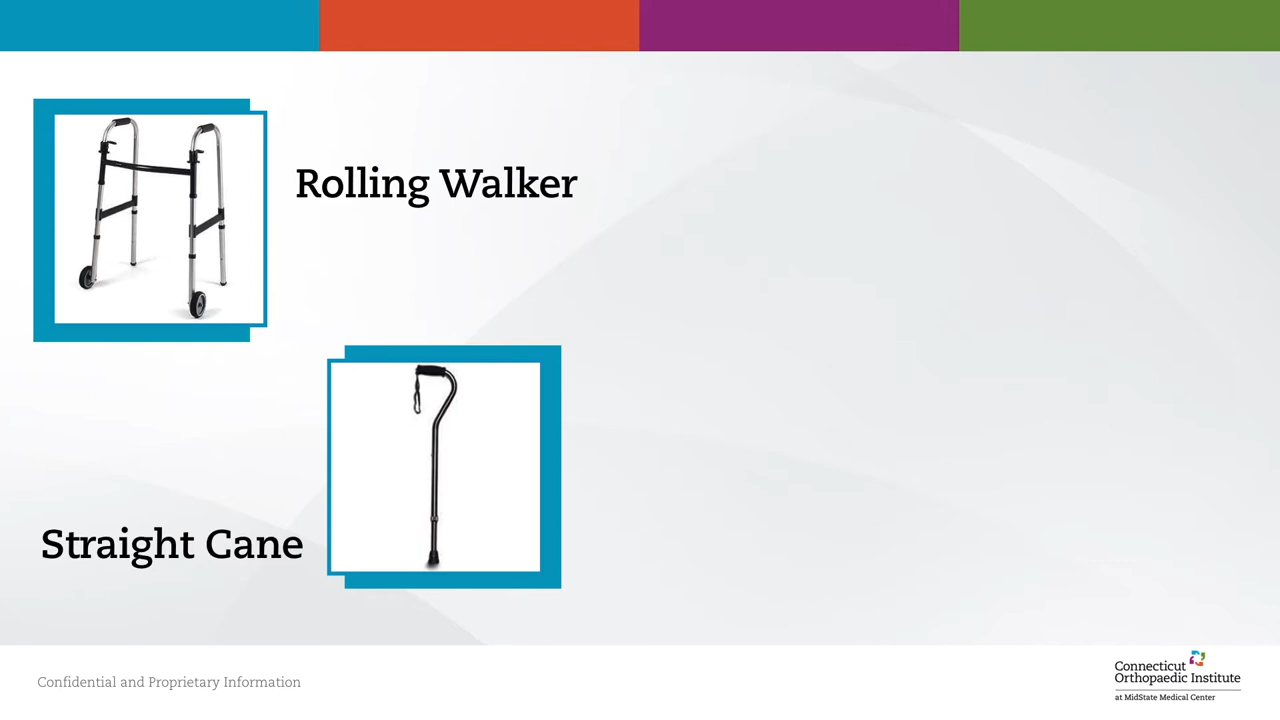 Rolling Walker
Straight Cane
Confidential and Proprietary Information
Connecticut
Orthopaedic Institute
at MidState Medical Center